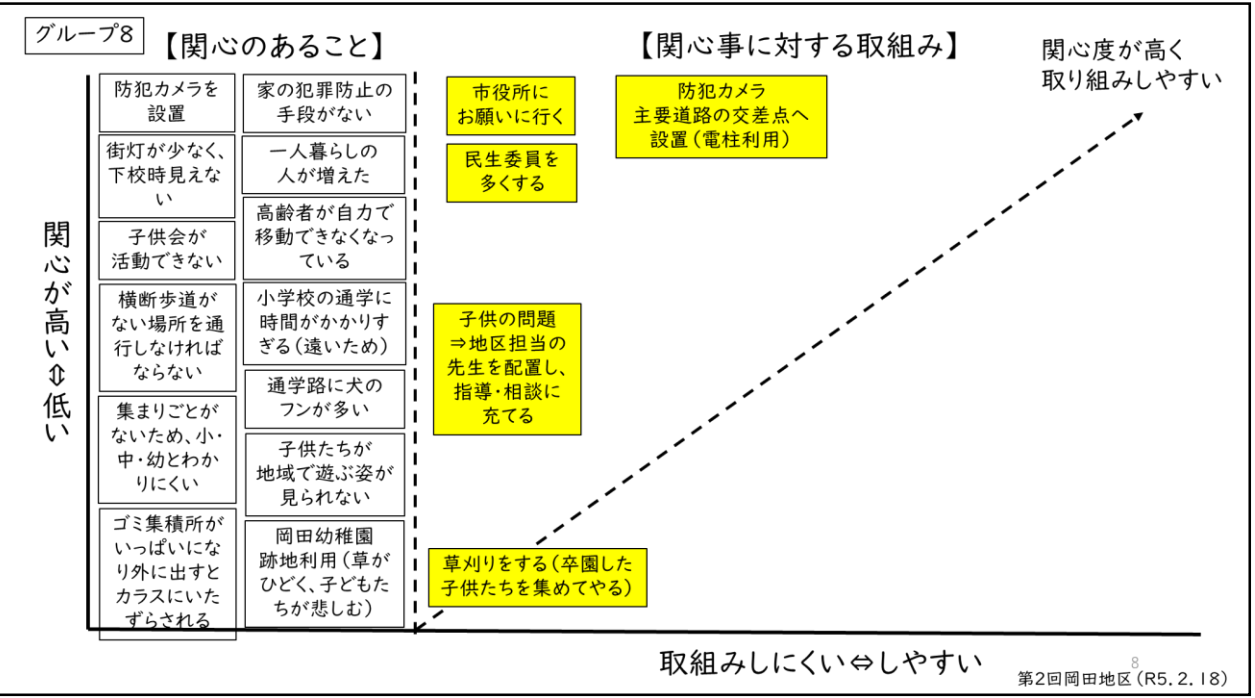 グループ8
【関心のあること】
【関心事に対する取組み】
関心度が高く
取り組みしやすい
関心が高い⇔低い
防犯カメラを
設置
街灯が少なく、
下校時見えな
い
子供会が
活動できない
横断歩道が
ない場所を通
行しなければ
ならない
集まりごとが
ないため、小・
中・幼とわか
りにくい
ゴミ集積所が
いっぱいにな
り外に出すと
カラスにいた
ずらされる
家の犯罪防止の
手段がない
一人暮らしの
人が増えた
高齢者が自力で
移動できなくなっ
ている
小学校の通学に
時間がかかりす
ぎる(遠いため)
通学路に犬の
フンが多い
子供たちが
地域で遊ぶ姿が
見られない
岡田幼稚園
跡地利用(草が
ひどく、子どもた
ちが悲しむ)
市役所に
お願いに行く
民生委員を
多くする
子供の問題
⇒地区担当の
先生を配置し、
指導・相談に
充てる
草刈りをする(卒園した
子供たちを集めてやる)
防犯カメラ
主要道路の交差点へ
設置(電柱利用)
取組みしにくい⇔しやすい
8
第2回岡田地区(R5.2.18)